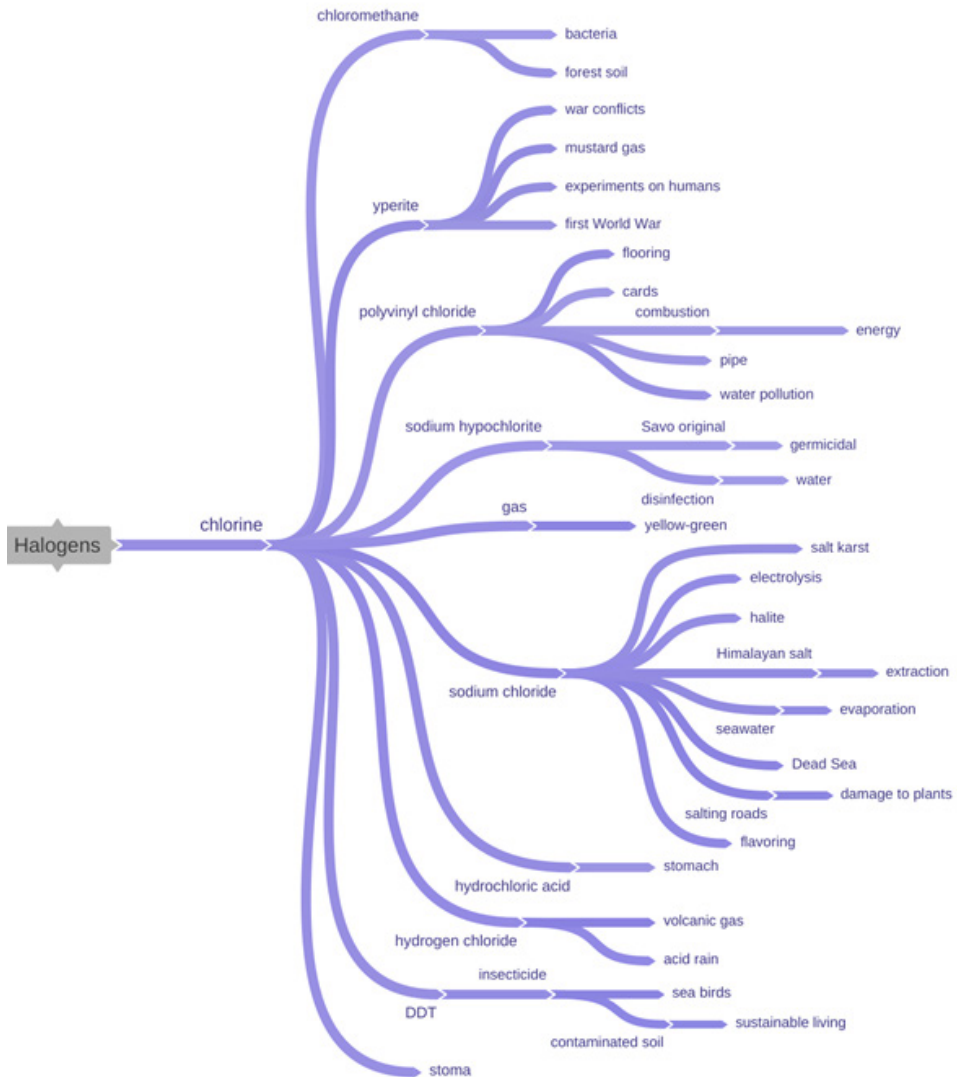 chloromethane
bacteria
forest soil
war conflicts
mustard gas
experiments on humans
yperite
first World War
flooring
cards
polyvinyl chloride
combustion
energy
pipe
water pollution
sodium hypochlorite
Savo original
germicidal
water
disinfection
gas
yellow-green
chlorine
Halogens
salt karst
electrolysis
halite
Himalayan salt
extraction
sodium chloride
evaporation
seawater
Dead Sea
damage to plants
salting roads
flavoring
stomach
hydrochloric acid
volcanic gas
hydrogen chloride
acid rain
insecticide
sea birds
DDT
sustainable living
contaminated soil
stoma